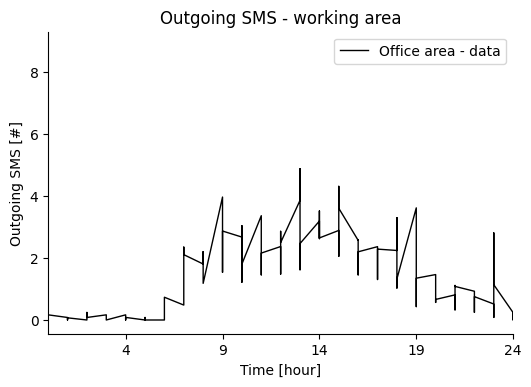 Outgoing SMS - working area
Office area - data
Outgoing SMS [#]
8
6
4
2
0
4 9 14 19 24
Time [hour]